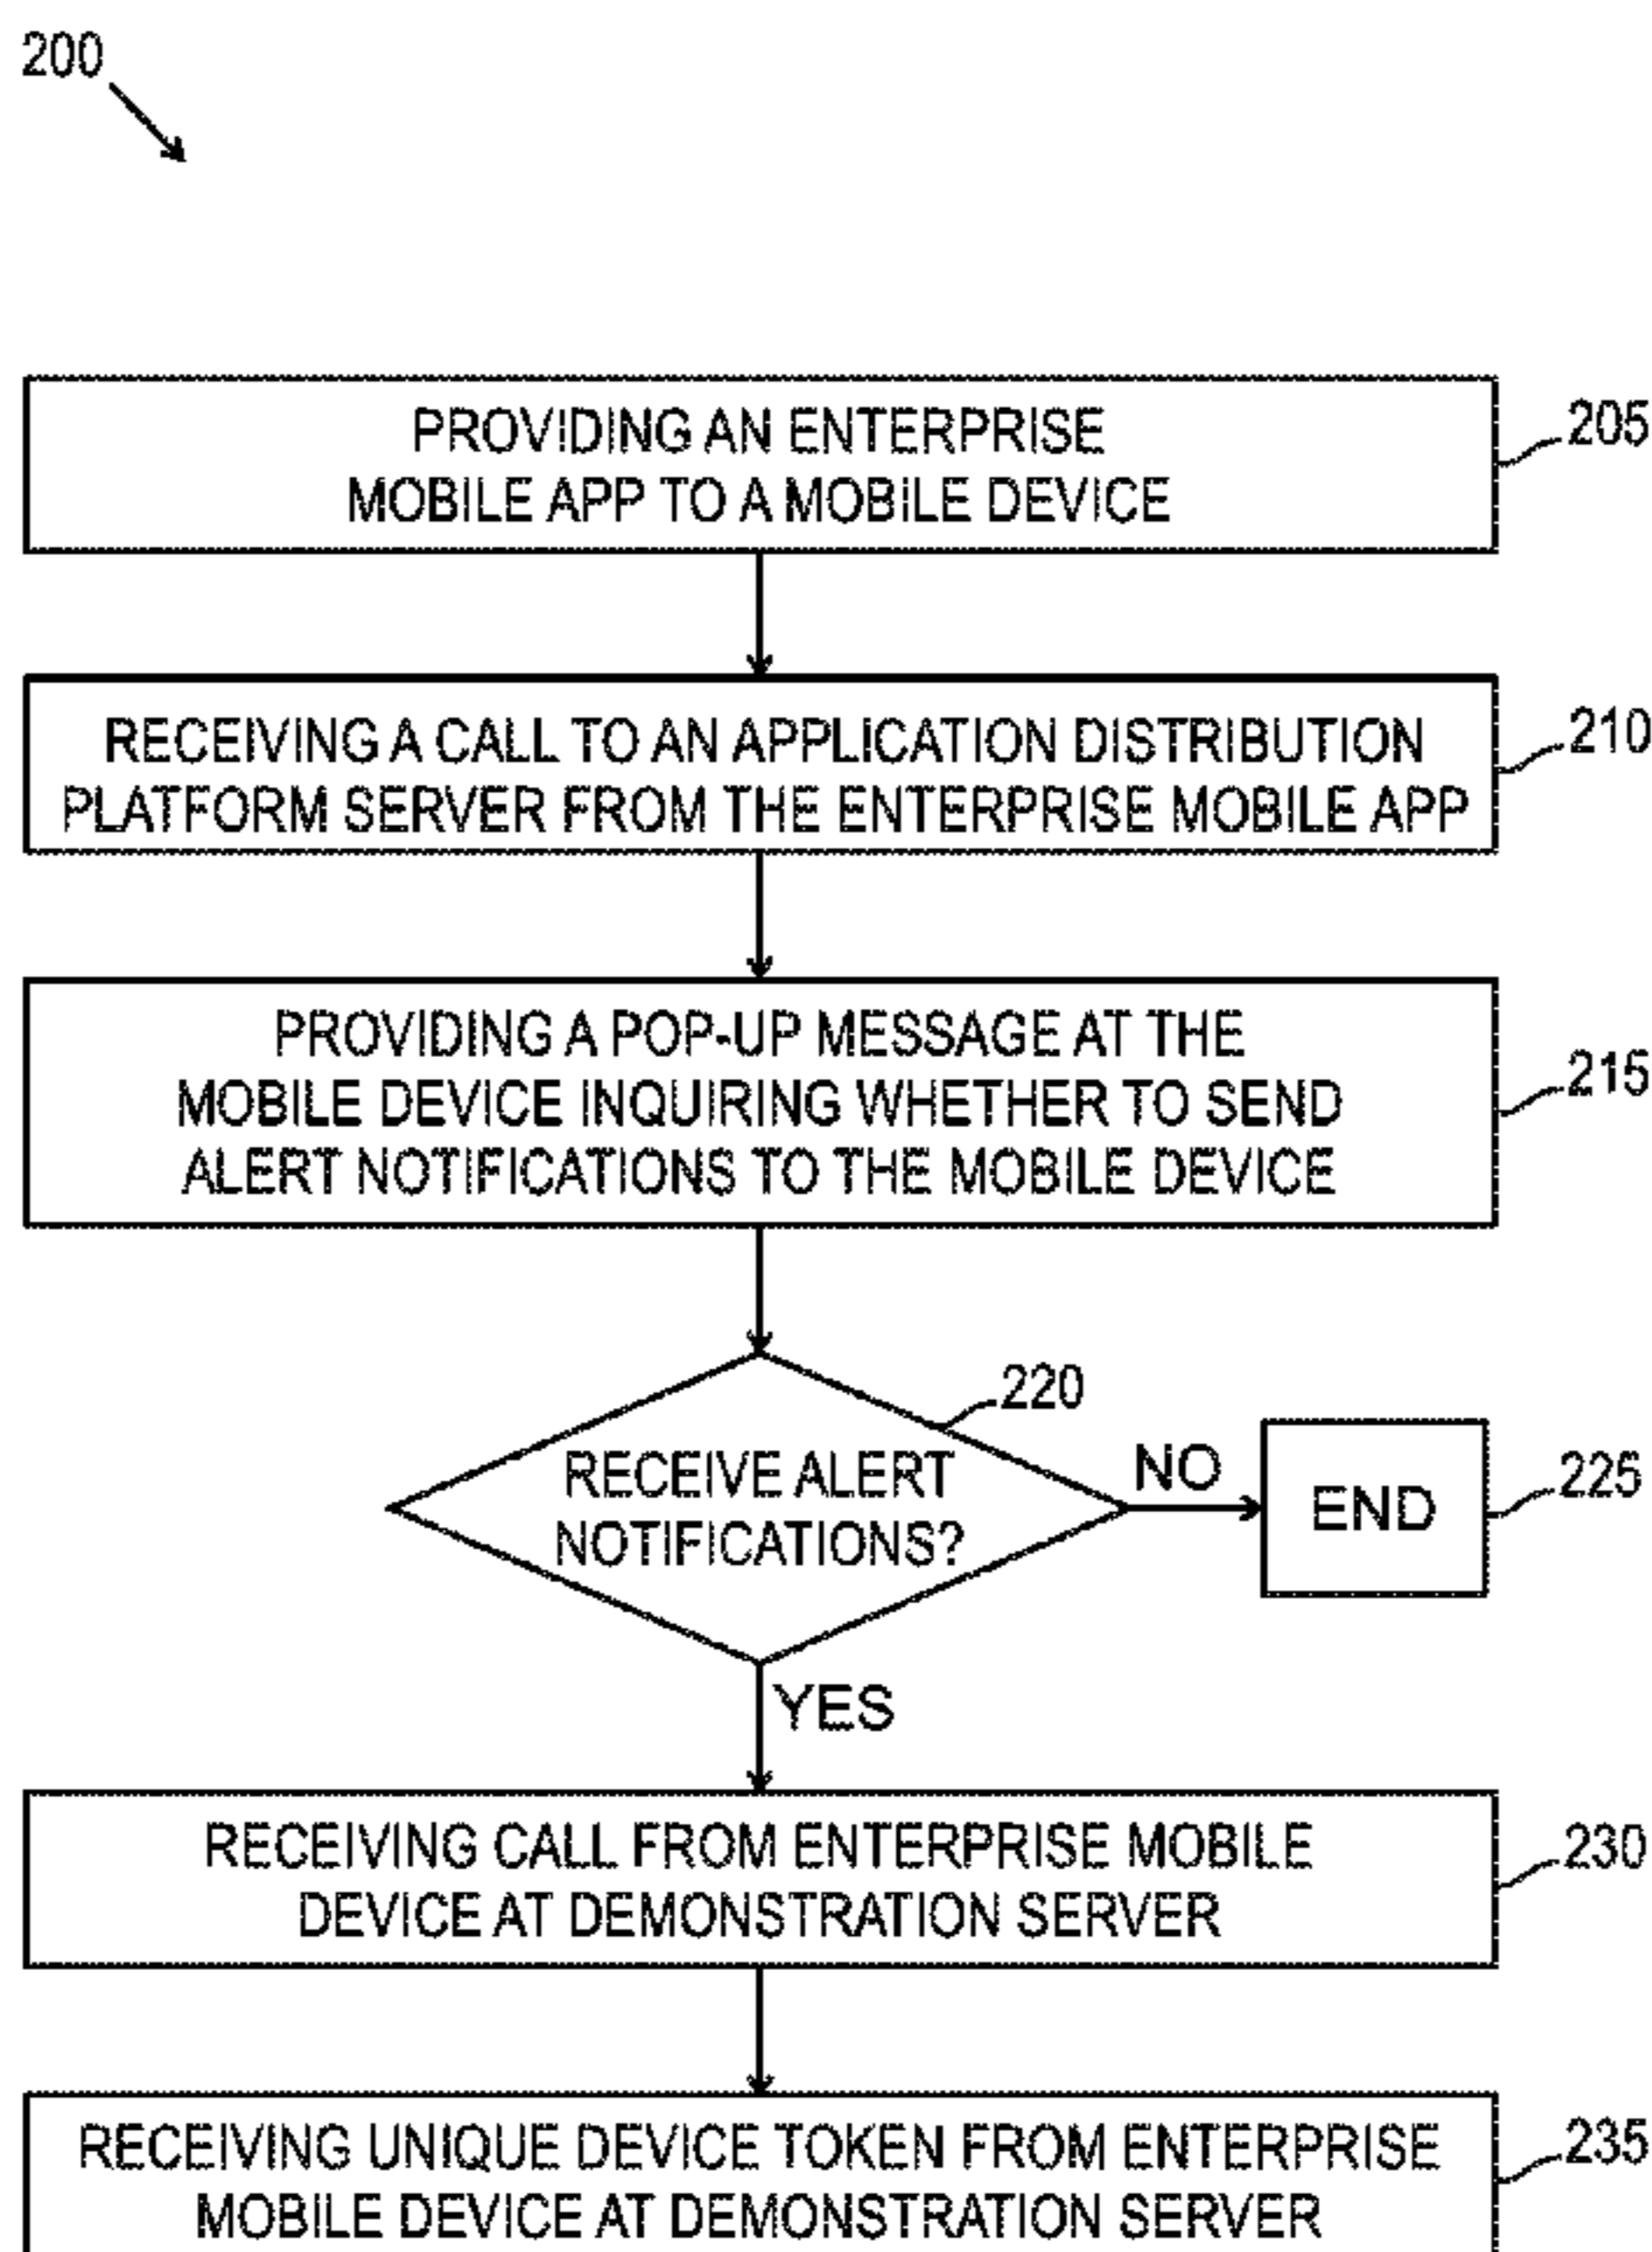 200
PROVIDING AN ENTERPRISE
MOBILE APP TO A MOBILE DEVICE
205
RECEIVING A CALL TO AN APPLICATION DISTRIBUTION
PLATFORM SERVER FROM THE ENTERPRISE MOBILE APP
210
PROVIDING A POP-UP MESSAGE AT THE
MOBILE DEVICE INQUIRING WHETHER TO SEND
ALERT NOTIFICATIONS TO THE MOBILE DEVICE
215
220
RECEIVE ALERT
NOTIFICATIONS?
NO
END
225
YES
RECEIVING CALL FROM ENTERPRISE MOBILE
DEVICE AT DEMONSTRATION SERVER
230
RECEIVING UNIQUE DEVICE TOKEN FROM ENTERPRISE
MOBILE DEVICE AT DEMONSTRATION SERVER
235